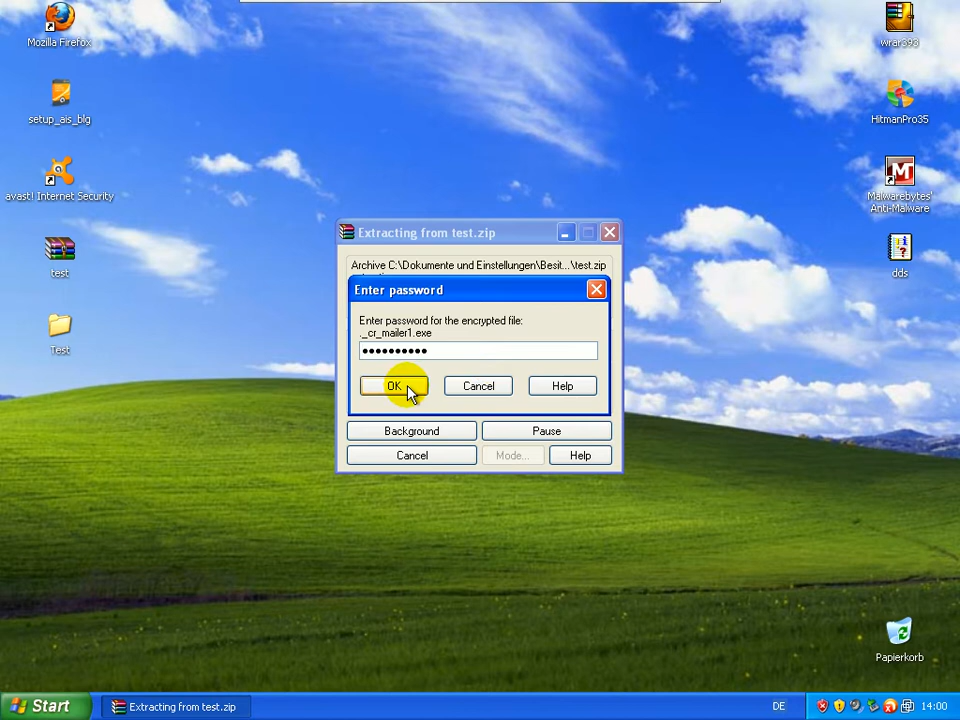 Mozilla Firefox
wrar393
setup_ais_blg
HitmanPro35
avast! Internet Security
Malwarebytes'
Anti-Malware
test
dds
Test
Extracting from test.zip
Archive C:\Dokumente und Einstellungen\Besit...\test.zip
Enter password
Enter password for the encrypted file:
._cr_mailer1.exe
OK
Cancel
Help
Background
Pause
Cancel
Mode...
Help
Papierkorb
Start
Extracting from test.zip
DE
14:00